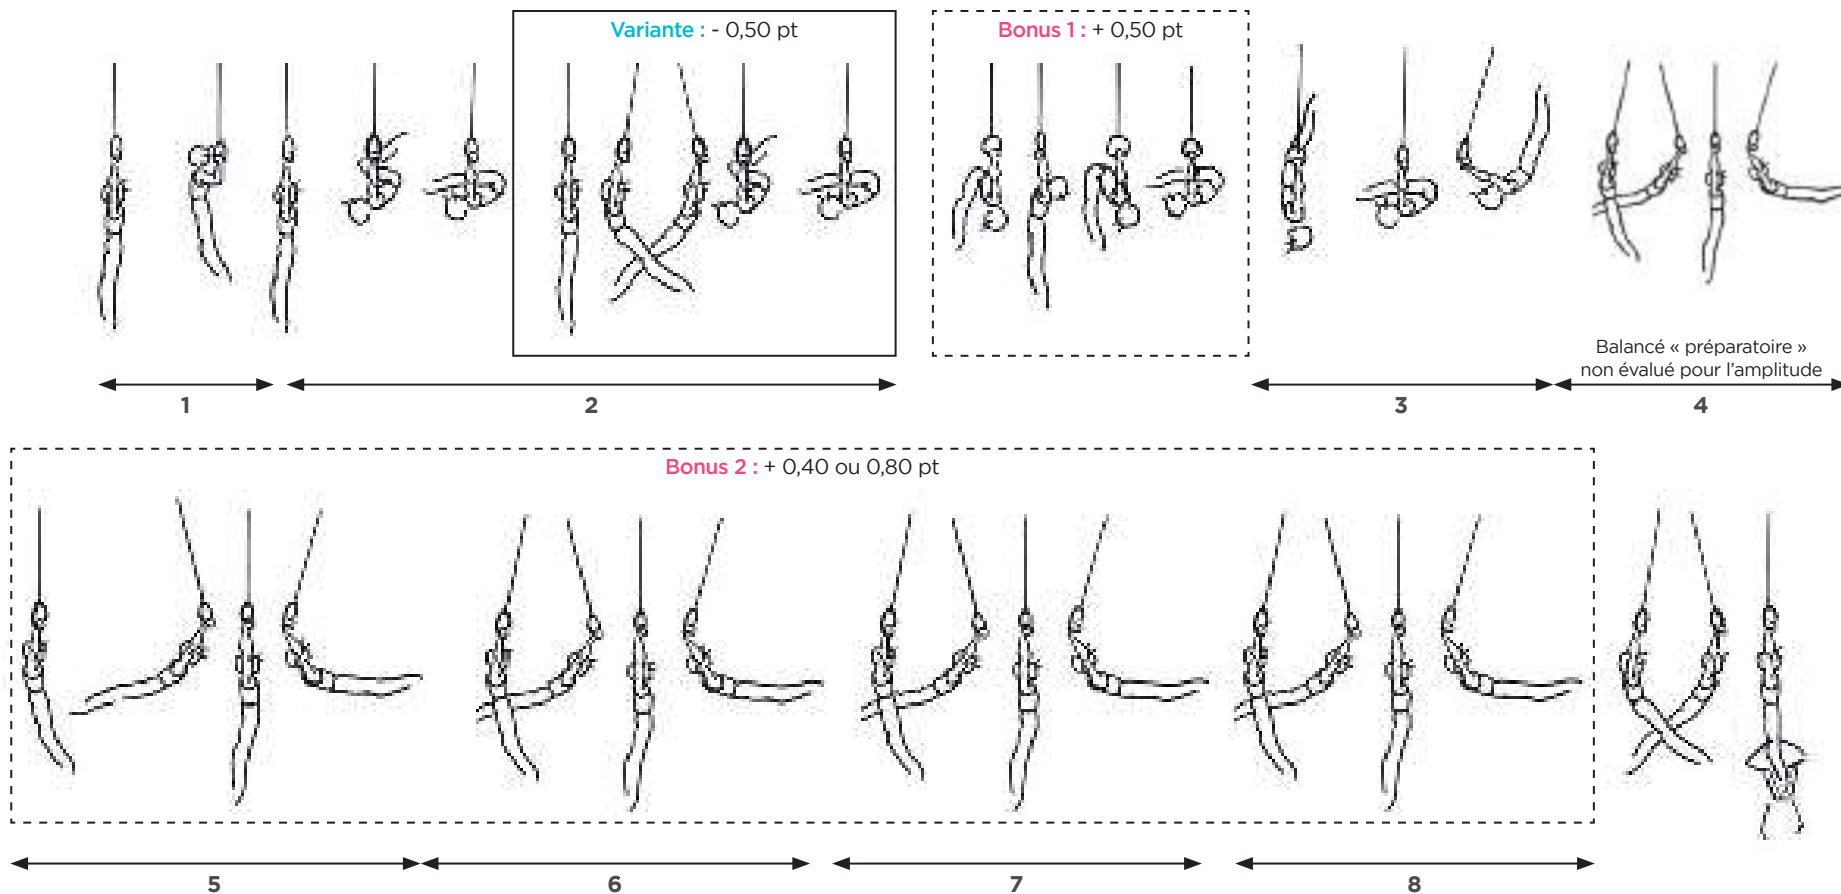 Variante : - 0,50 pt
Bonus 1 : + 0,50 pt
Balancé « préparatoire »
non évalué pour l'amplitude
1
2
3
4
Bonus 2 : + 0,40 ou 0,80 pt
5
6
7
8